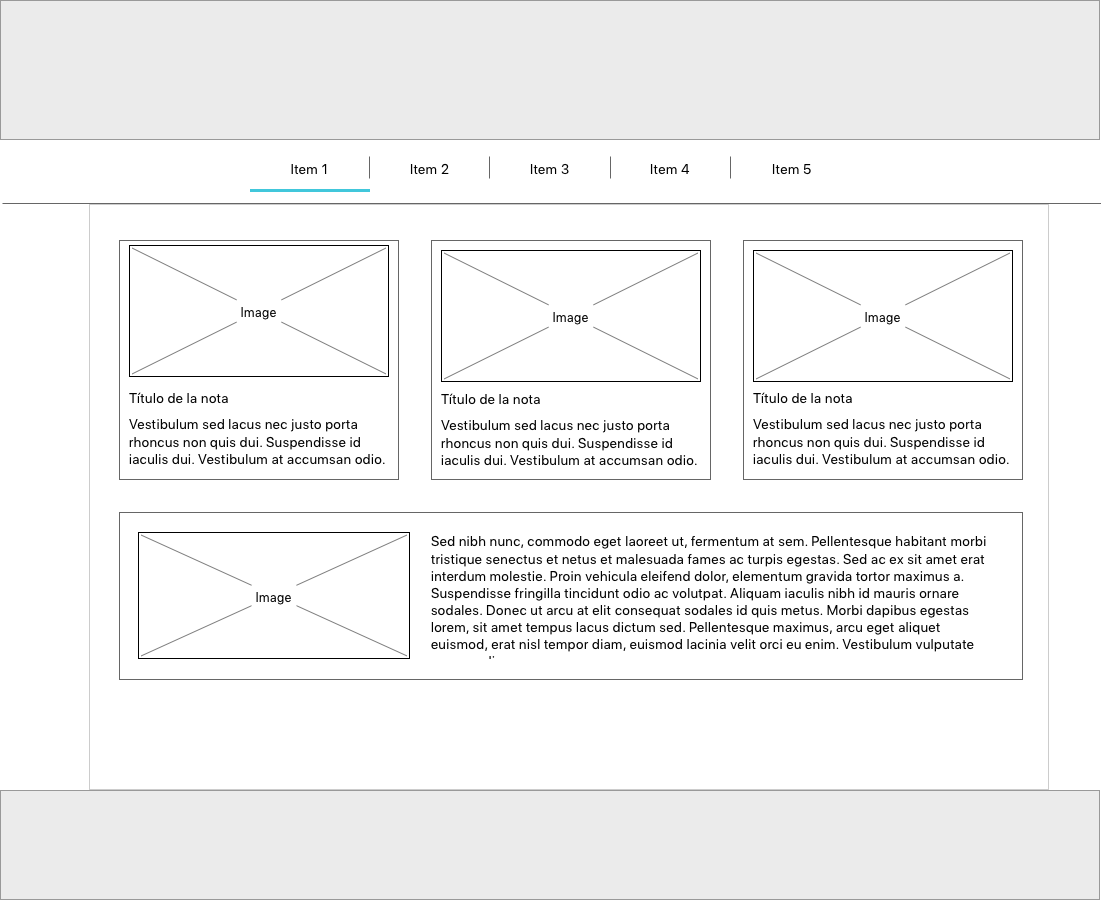 Item 1
Item 2
Item 3
Item 4
Item 5
Image
Image
Image
Título de la nota
Título de la nota
Título de la nota
Vestibulum sed lacus nec justo porta
rhoncus non quis dui. Suspendisse id
iaculis dui. Vestibulum at accumsan odio.
Vestibulum sed lacus nec justo porta
rhoncus non quis dui. Suspendisse id
iaculis dui. Vestibulum at accumsan odio.
Vestibulum sed lacus nec justo porta
rhoncus non quis dui. Suspendisse id
iaculis dui. Vestibulum at accumsan odio.
Image
Sed nibh nunc, commodo eget laoreet ut, fermentum at sem. Pellentesque habitant morbi
tristique senectus et netus et malesuada fames ac turpis egestas. Sed ac ex sit amet erat
interdum molestie. Proin vehicula eleifend dolor, elementum gravida tortor maximus a.
Suspendisse fringilla tincidunt odio ac volutpat. Aliquam iaculis nibh id mauris ornare
sodales. Donec ut arcu at elit consequat sodales id quis metus. Morbi dapibus egestas
lorem, sit amet tempus lacus dictum sed. Pellentesque maximus, arcu eget aliquet
euismod, erat nisl tempor diam, euismod lacinia velit orci eu enim. Vestibulum vulputate